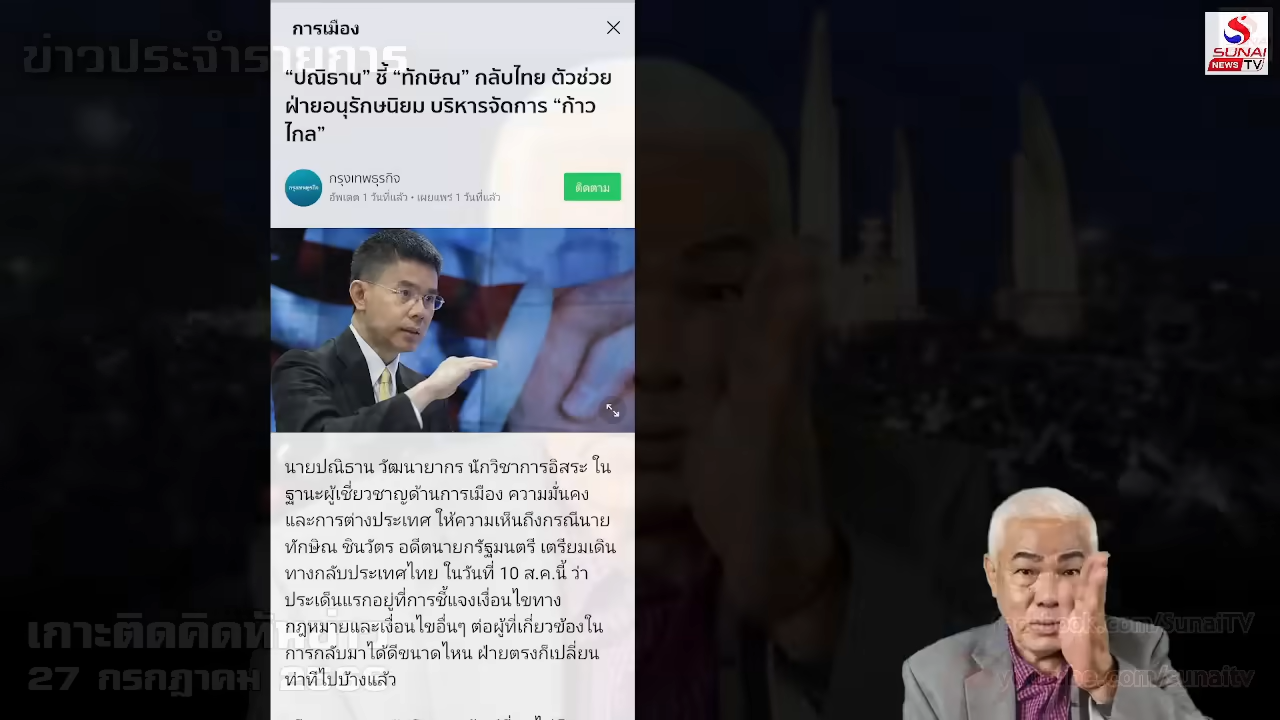 ข่าวประจำรายการ
การเมือง
“ปณิธาน” ชี้ “ทักษิณ” กลับไทย ตัวช่วย
ฝ่ายอนุรักษนิยม บริหารจัดการ “ก้าว
ไกล”
กรุงเทพธุรกิจ
กรุงเทพธุรกิจ
อัพเดต 1 วันที่แล้ว • เผยแพร่ 1 วันที่แล้ว
ติดตาม
นายปณิธาน วัฒนายากร นักวิชาการอิสระ ใน
ฐานะผู้เชี่ยวชาญด้านการเมือง ความมั่นคง
และการต่างประเทศ ให้ความเห็นถึงกรณีนาย
ทักษิณ ชินวัตร อดีตนายกรัฐมนตรี เตรียมเดิน
ทางกลับประเทศไทย ในวันที่ 10 ส.ค.นี้ ว่า
ประเด็นแรกอยู่ที่การชี้แจงเงื่อนไขทาง
กฎหมายและเงื่อนไขอื่นๆ ต่อผู้ที่เกี่ยวข้องใน
การกลับมาได้ดีขนาดไหน ฝ่ายตรงก็เปลี่ยน
ท่าทีไปบ้างแล้ว
เกาะติดคิดทัน
27 กรกฎาคม 2566
SUNAI
NEWS TV
facebook.com/SunaiTV
youtube.com/sunaitv